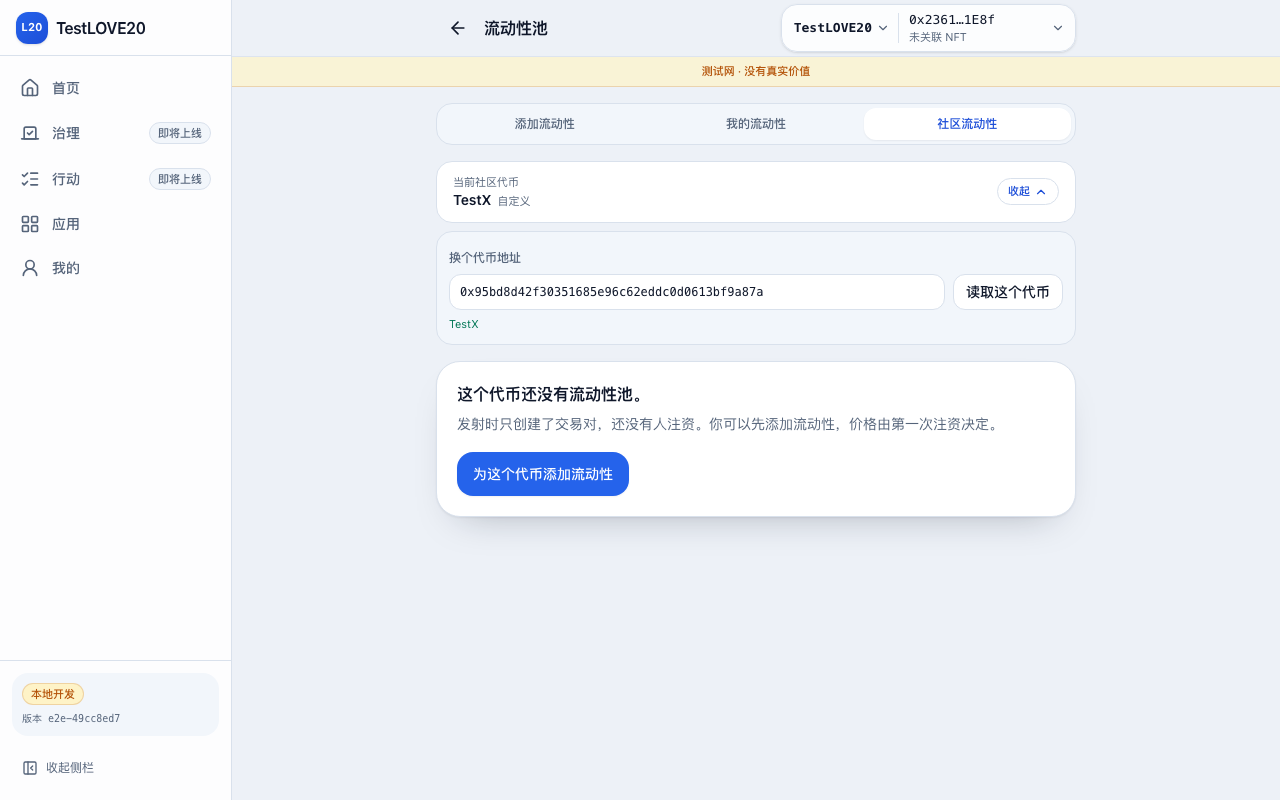 L20 TestLOVE20
首页
治理 即将上线
行动 即将上线
应用
我的
本地开发
版本 e2e-49cc8ed7
收起侧栏
流动性池
TestLOVE20
0x2361…1E8f
未关联 NFT
测试网 · 没有真实价值
添加流动性 我的流动性 社区流动性
当前社区代币
TestX 自定义
收起
换个代币地址
0x95bd8d42f30351685e96c62eddc0d0613bf9a87a 读取这个代币
TestX
这个代币还没有流动性池。
发射时只创建了交易对，还没有人注资。你可以先添加流动性，价格由第一次注资决定。
为这个代币添加流动性